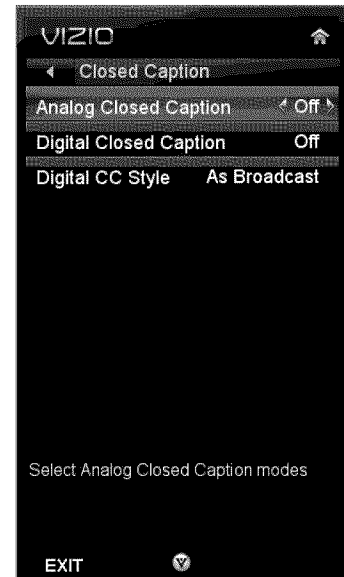 VIZIO
Closed Caption
Analog Closed Caption Off
Digital Closed Caption Off
Digital CC Style As Broadcast
Select Analog Closed Caption modes
EXIT V